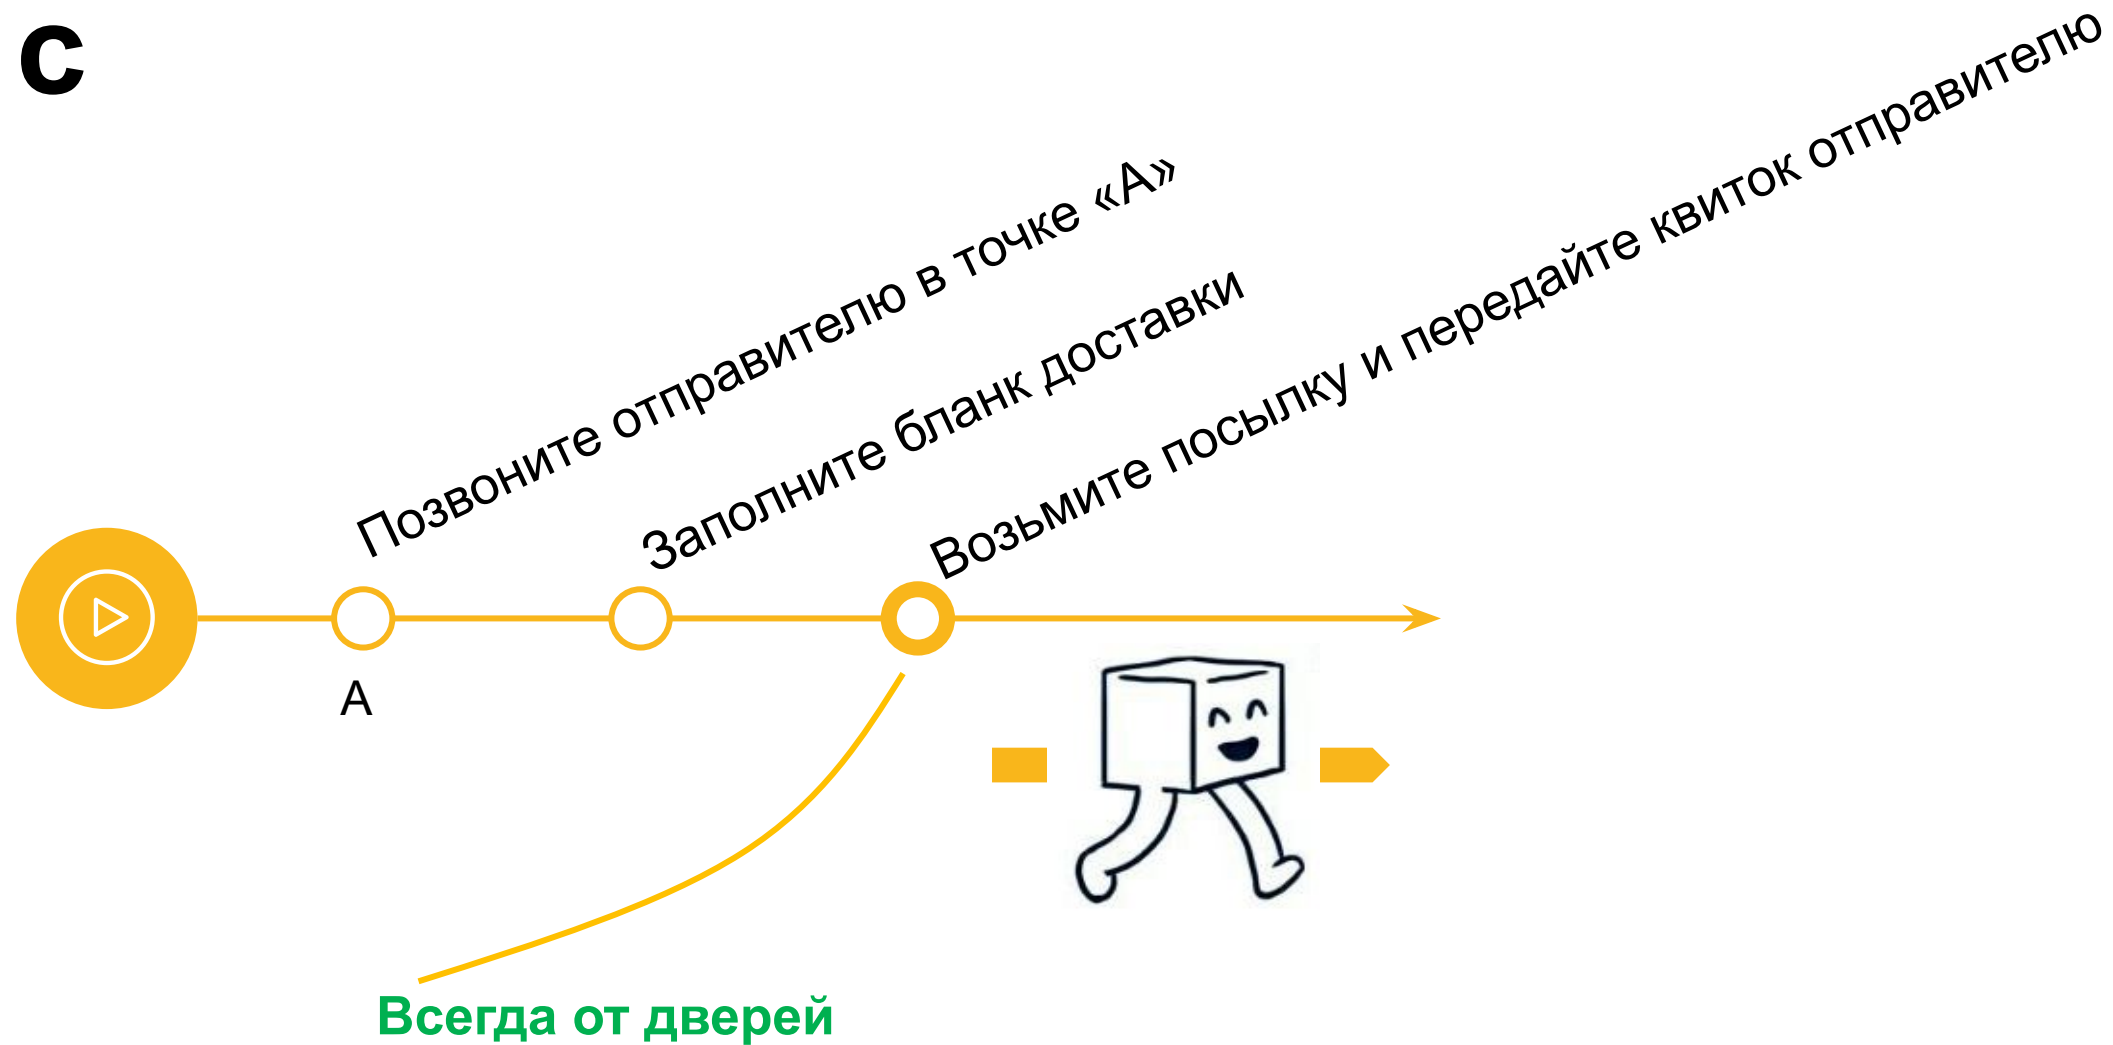 с
Позвоните отправителю в точке «А»
Заполните бланк доставки
Возьмите посылку и передайте квиток отправителю
А
Всегда от дверей